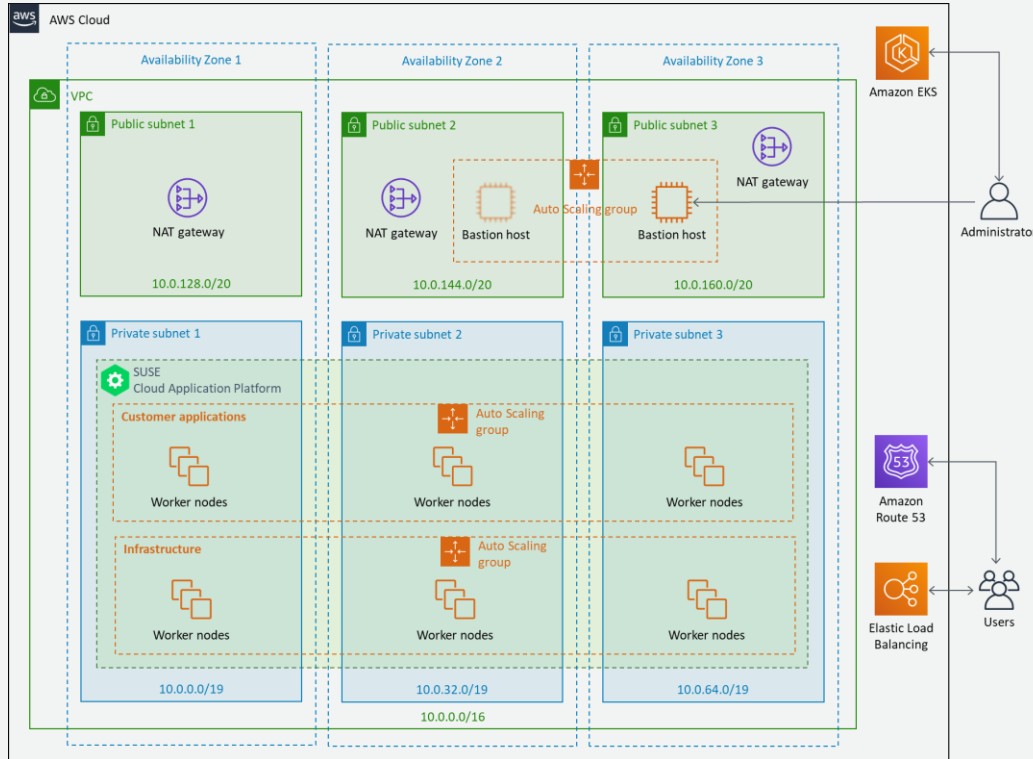 aws
AWS Cloud
Availability Zone 1
Availability Zone 2
Availability Zone 3
VPC
Amazon EKS
Public subnet 1
Public subnet 2
Public subnet 3
NAT gateway
NAT gateway
NAT gateway
Auto Scaling group
Bastion host
Bastion host
Administrator
10.0.128.0/20
10.0.144.0/20
10.0.160.0/20
Private subnet 1
Private subnet 2
Private subnet 3
SUSE
Cloud Application Platform
Customer applications
Auto Scaling
group
Worker nodes
Worker nodes
Worker nodes
53
Amazon
Route 53
Infrastructure
Auto Scaling
group
Worker nodes
Worker nodes
Worker nodes
Elastic Load
Balancing
Users
10.0.0.0/19
10.0.32.0/19
10.0.64.0/19
10.0.0.0/16
K